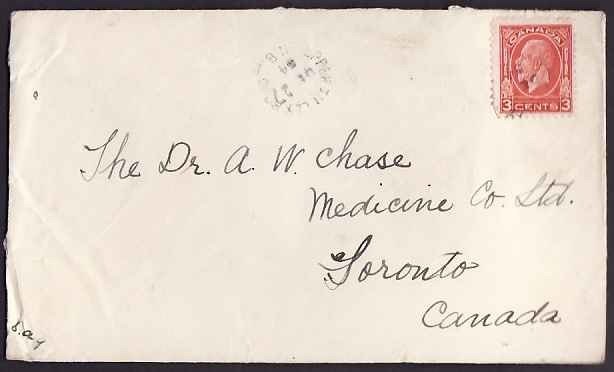 CANADA
3 CENTS 3
The Dr. A. W. Chase
Medicine Co. Ltd.
Toronto
Canada